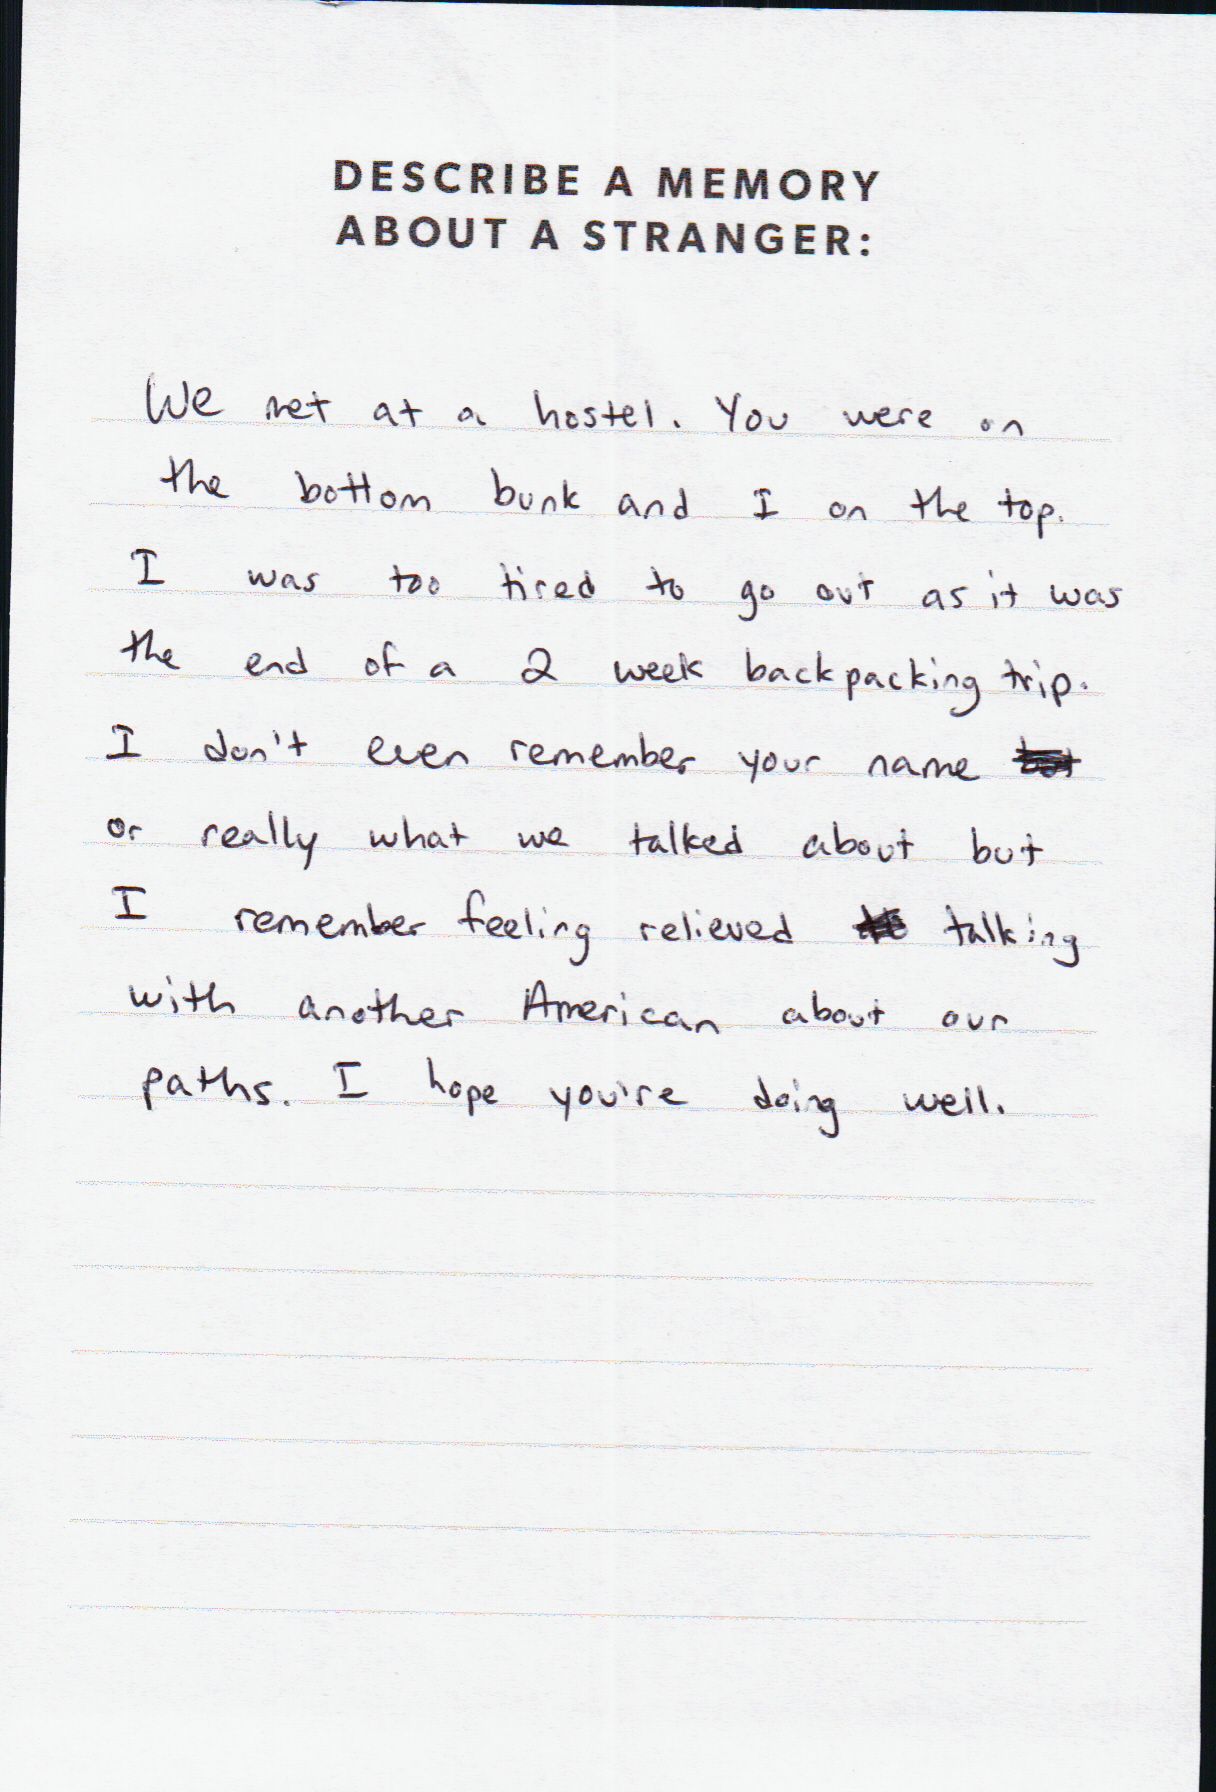 DESCRIBE A MEMORY
ABOUT A STRANGER:
We met at a hostel. You were on
the bottom bunk and I on the top.
I was too tired to go out as it was
the end of a 2 week backpacking trip.
I don't even remember your name
or really what we talked about but
I remember feeling relieved talking
with another American about our
paths. I hope you're doing well.